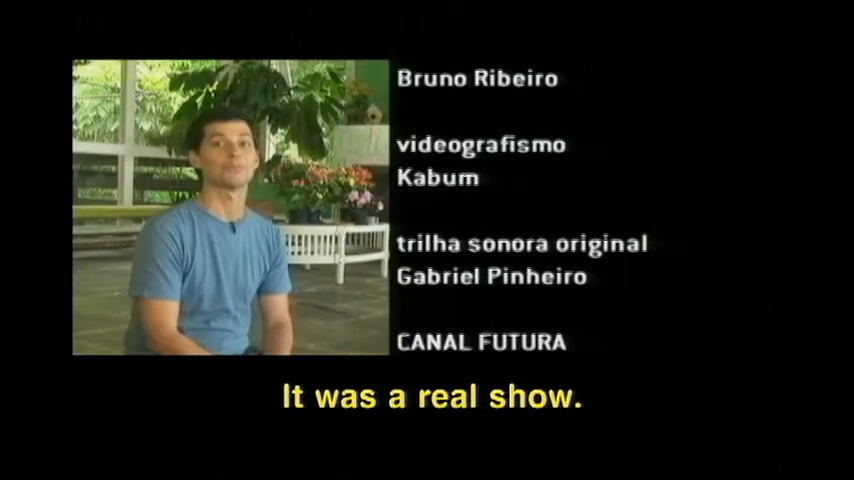 Bruno Ribeiro
videografismo
Kabum
trilha sonora original
Gabriel Pinheiro
CANAL FUTURA
It was a real show.